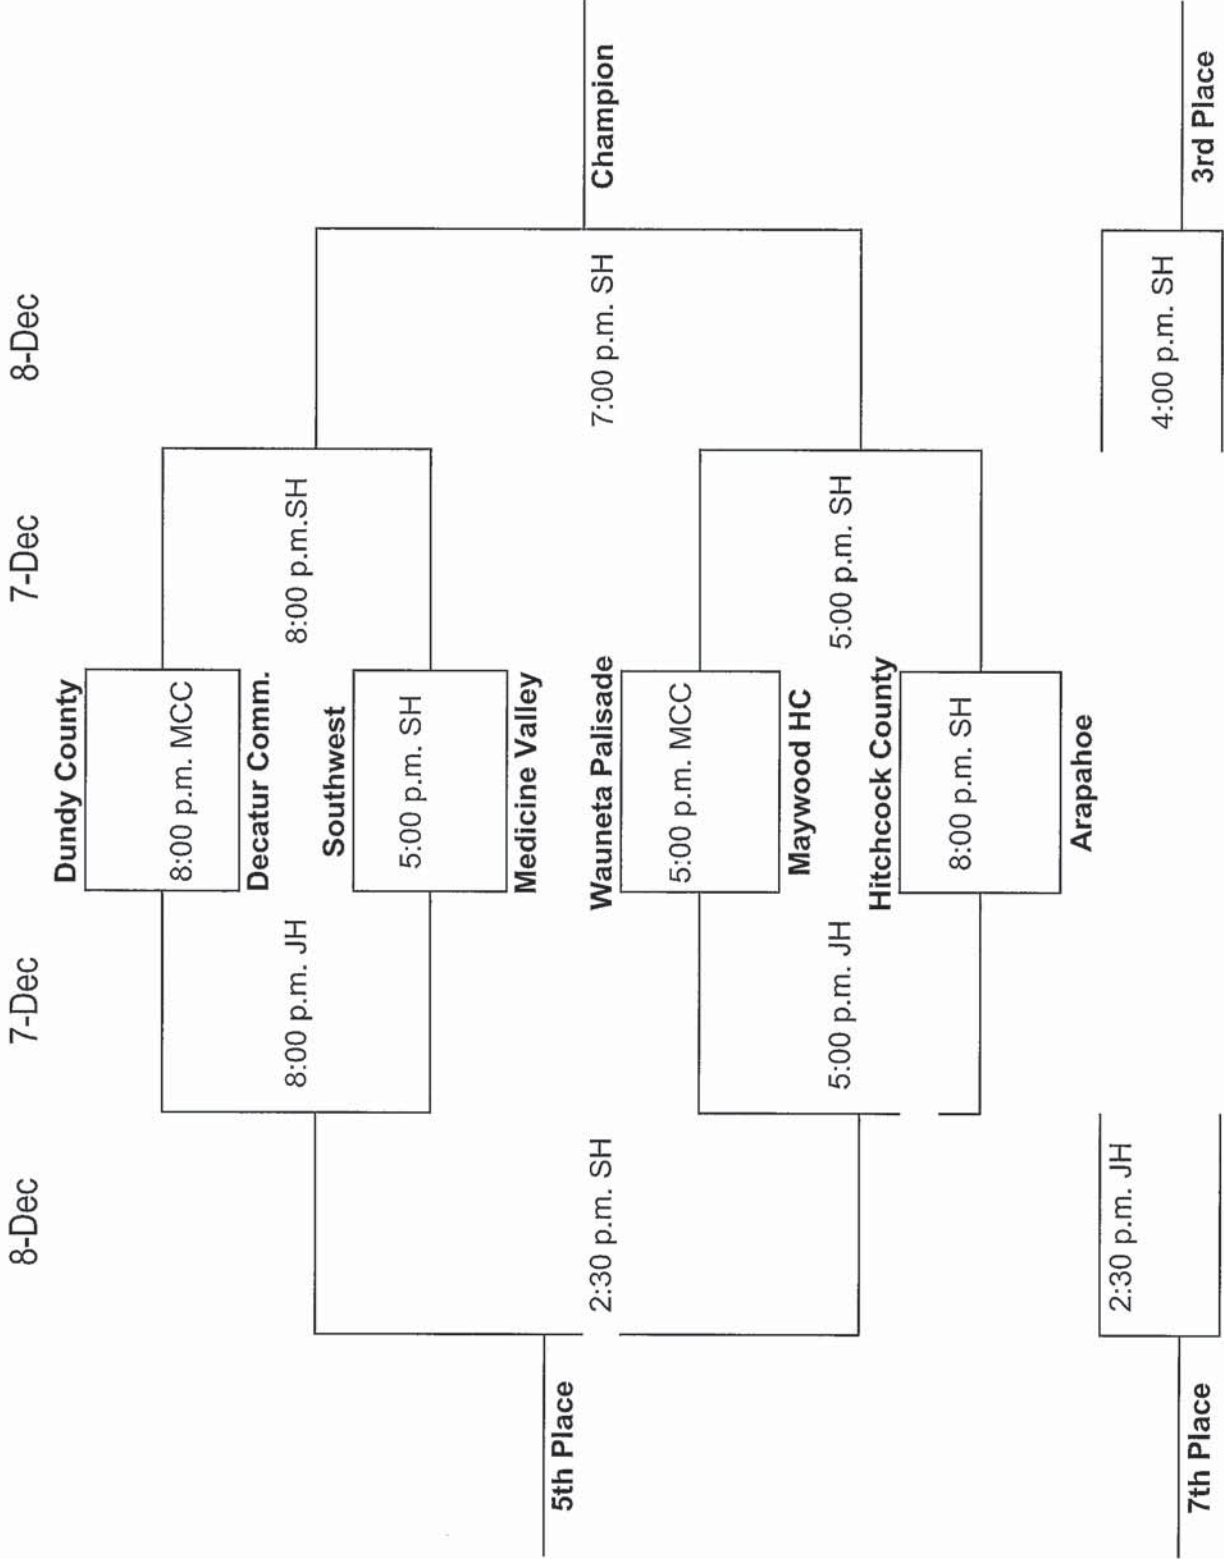 8-Dec
7-Dec
7-Dec
8-Dec
Dundy County
8:00 p.m. MCC
Decatur Comm.
8:00 p.m. JH
8:00 p.m.SH
Southwest
5:00 p.m. SH
Medicine Valley
5th Place
2:30 p.m. SH
7:00 p.m. SH
Champion
Wauneta Palisade
5:00 p.m. MCC
Maywood HC
5:00 p.m. JH
5:00 p.m. SH
Hitchcock County
8:00 p.m. SH
Arapahoe
2:30 p.m. JH
4:00 p.m. SH
7th Place
3rd Place